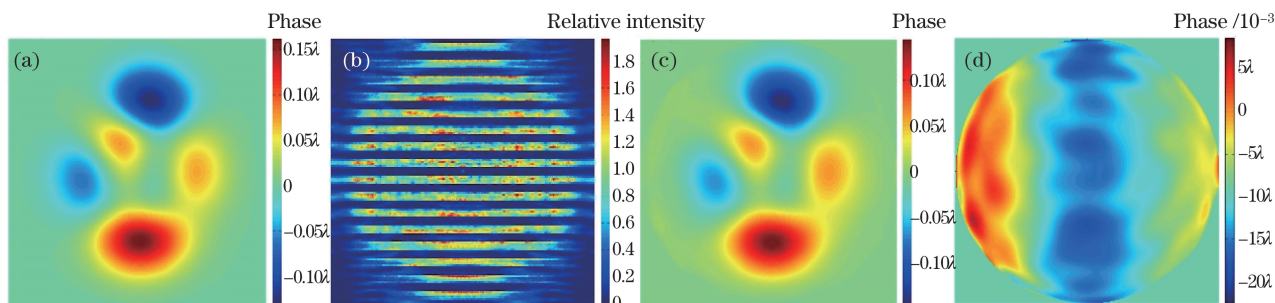 Phase
Relative intensity
Phase
Phase /10⁻³
(a)
0.15λ
0.10λ
0.05λ
0
−0.05λ
−0.10λ
(b)
1.8
1.6
1.4
1.2
1.0
0.8
0.6
0.4
0.2
0
(c)
0.10λ
0.05λ
0
−0.05λ
−0.10λ
(d)
5λ
0
−5λ
−10λ
−15λ
−20λ